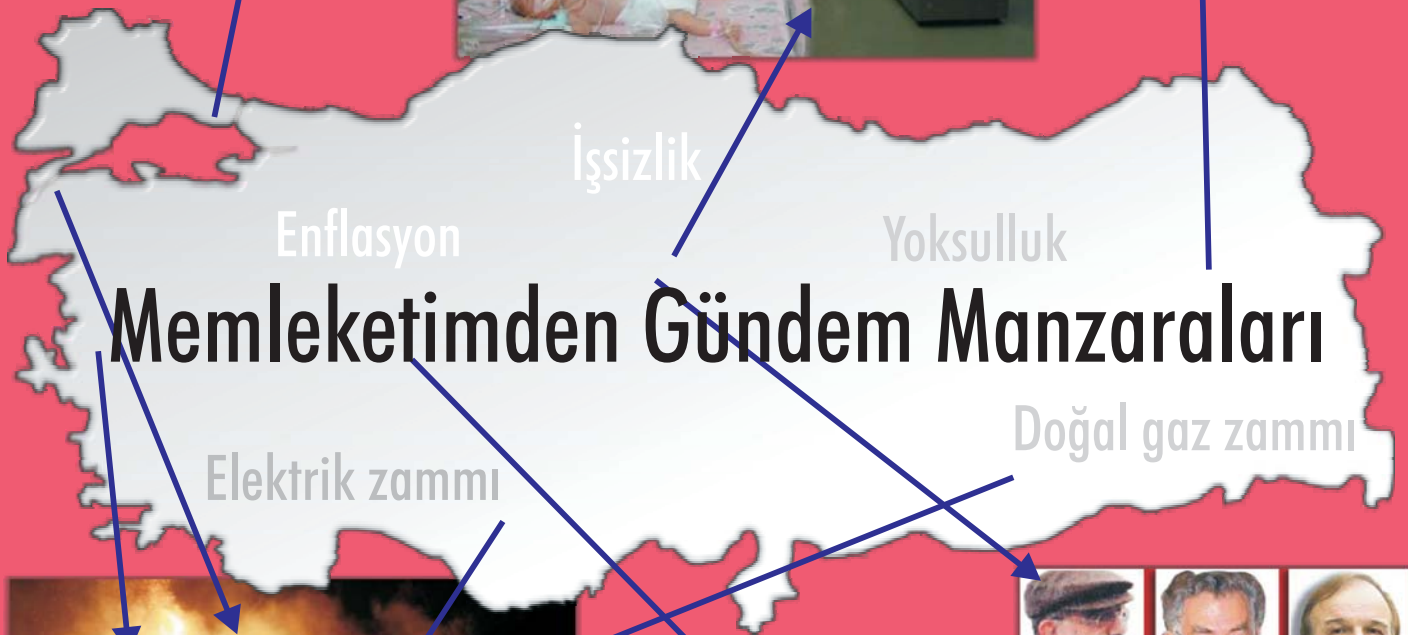 İşsizlik
Enflasyon
Yoksulluk
Memleketimden Gündem Manzaraları
Doğal gaz zammı
Elektrik zammı